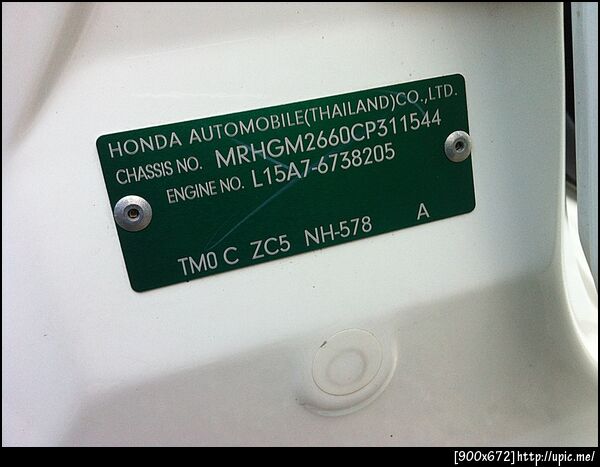 HONDA AUTOMOBILE(THAILAND)CO.,LTD.
CHASSIS NO. MRHGM2660CP311544
ENGINE NO. L15A7-6738205
TM0 C ZC5 NH-578 A
[900x672]http://upic.me/